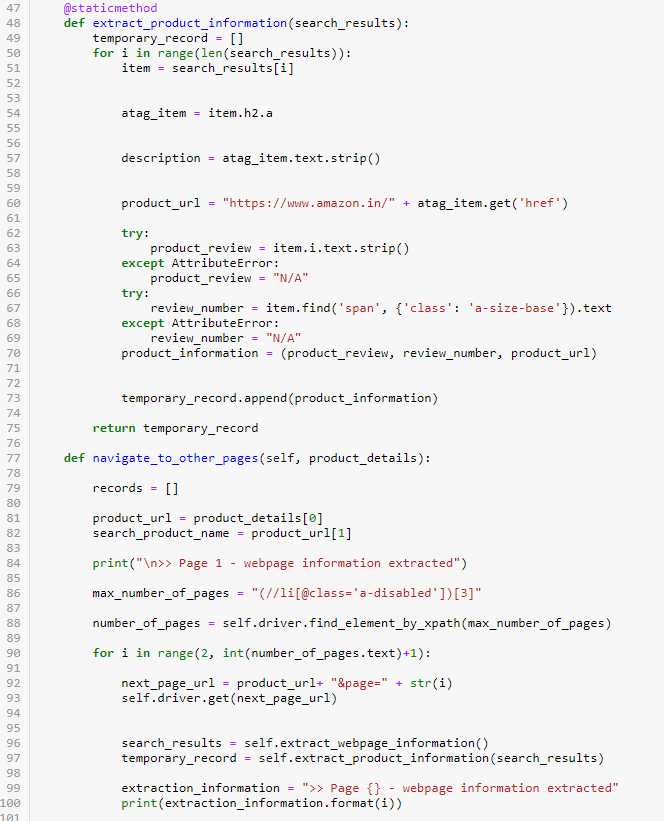 47 @staticmethod
48 def extract_product_information(search_results):
49 temporary_record = []
50 for i in range(len(search_results)):
51 item = search_results[i]
52
53
54 atag_item = item.h2.a
55
56
57 description = atag_item.text.strip()
58
59
60 product_url = "https://www.amazon.in/" + atag_item.get('href')
61
62 try:
63 product_review = item.i.text.strip()
64 except AttributeError:
65 product_review = "N/A"
66 try:
67 review_number = item.find('span', {'class': 'a-size-base'}).text
68 except AttributeError:
69 review_number = "N/A"
70 product_information = (product_review, review_number, product_url)
71
72
73 temporary_record.append(product_information)
74
75 return temporary_record
76
77 def navigate_to_other_pages(self, product_details):
78
79 records = []
80
81 product_url = product_details[0]
82 search_product_name = product_url[1]
83
84 print("\n>> Page 1 - webpage information extracted")
85
86 max_number_of_pages = "(//li[@class='a-disabled'])[3]"
87
88 number_of_pages = self.driver.find_element_by_xpath(max_number_of_pages)
89
90 for i in range(2, int(number_of_pages.text)+1):
91
92 next_page_url = product_url+ "&page=" + str(i)
93 self.driver.get(next_page_url)
94
95
96 search_results = self.extract_webpage_information()
97 temporary_record = self.extract_product_information(search_results)
98
99 extraction_information = ">> Page {} - webpage information extracted"
100 print(extraction_information.format(i))
101